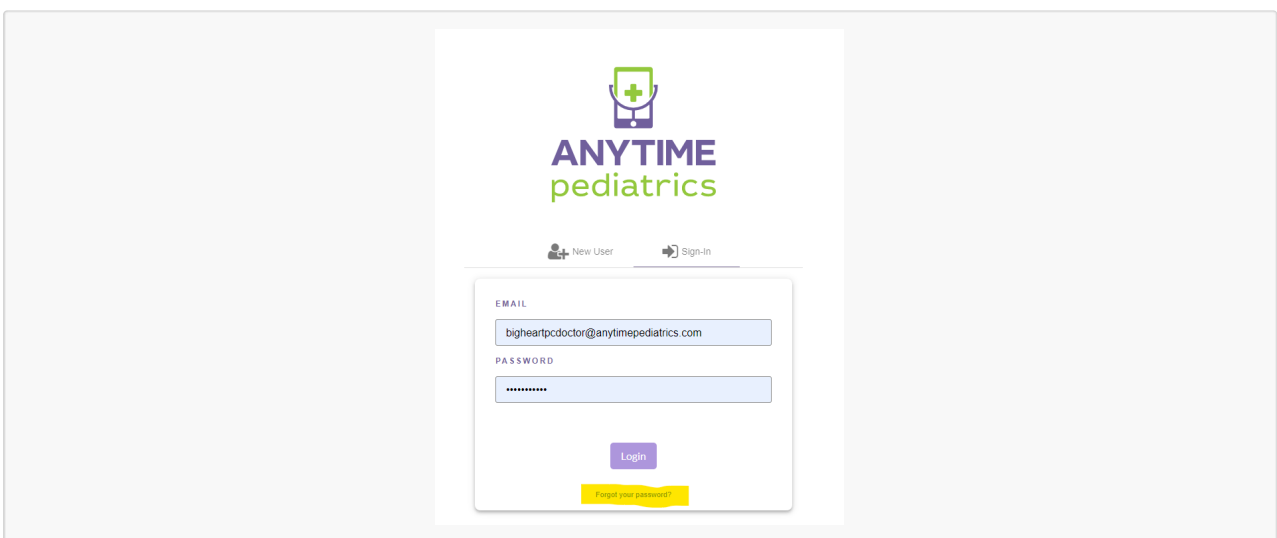 ANYTIME
pediatrics
New User Sign-In
EMAIL
bigheartpcdoctor@anytimepediatrics.com
PASSWORD
•••••••••••
Login
Forgot your password?